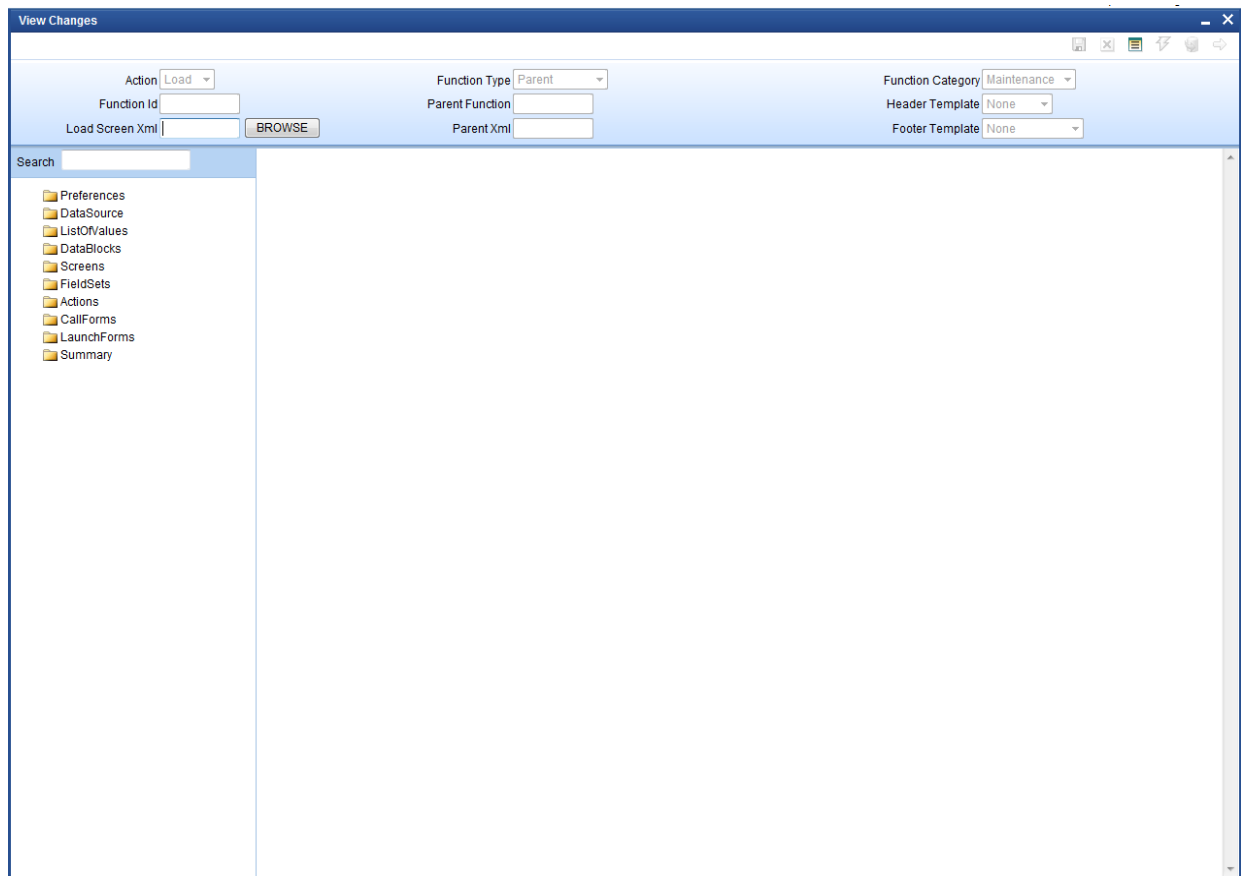 View Changes
Action Load Function Type Parent Function Category Maintenance
Function Id Parent Function Header Template None
Load Screen Xml BROWSE Parent Xml Footer Template None
Search
Preferences
DataSource
ListOfValues
DataBlocks
Screens
FieldSets
Actions
CallForms
LaunchForms
Summary